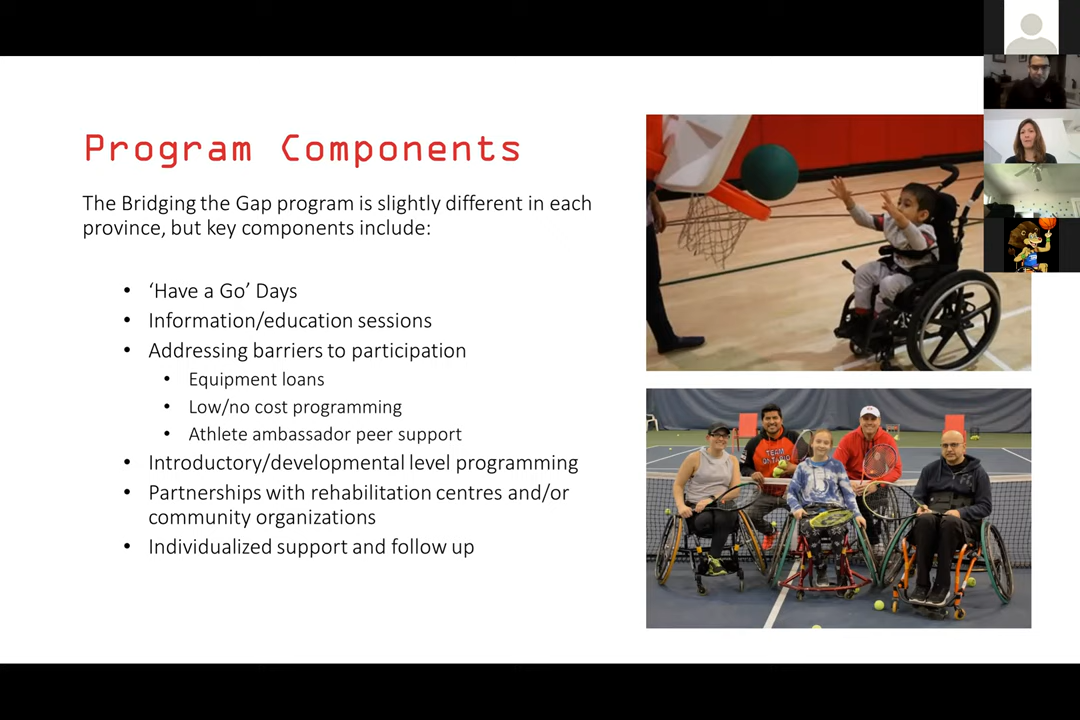 Program Components
The Bridging the Gap program is slightly different in each
province, but key components include:
• ‘Have a Go’ Days
• Information/education sessions
• Addressing barriers to participation
• Equipment loans
• Low/no cost programming
• Athlete ambassador peer support
• Introductory/developmental level programming
• Partnerships with rehabilitation centres and/or
community organizations
• Individualized support and follow up
TEAM
ONTARIO